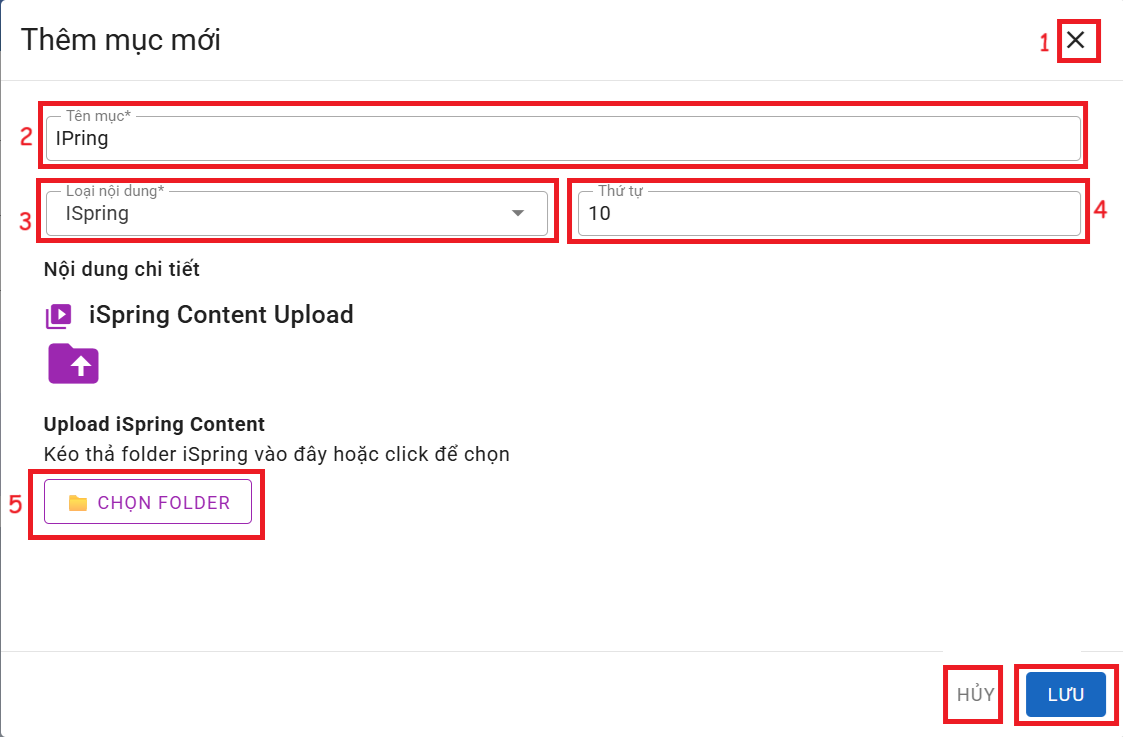 Thêm mục mới
1
Tên mục*
2
IPring
Loại nội dung*
Thứ tự
3
ISpring
10
4
Nội dung chi tiết
iSpring Content Upload
Upload iSpring Content
Kéo thả folder iSpring vào đây hoặc click để chọn
5
CHỌN FOLDER
HỦY
LƯU